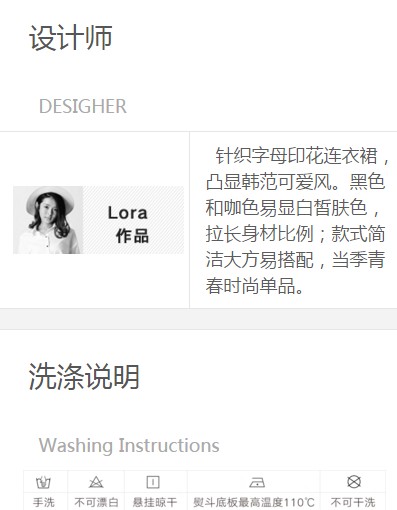 设计师
DESIGHER
Lora
作品
针织字母印花连衣裙，
凸显韩范可爱风。黑色
和咖色易显白皙肤色，
拉长身材比例；款式简
洁大方易搭配，当季青
春时尚单品。
洗涤说明
Washing Instructions
手洗 不可漂白 悬挂晾干 熨斗底板最高温度110℃ 不可干洗